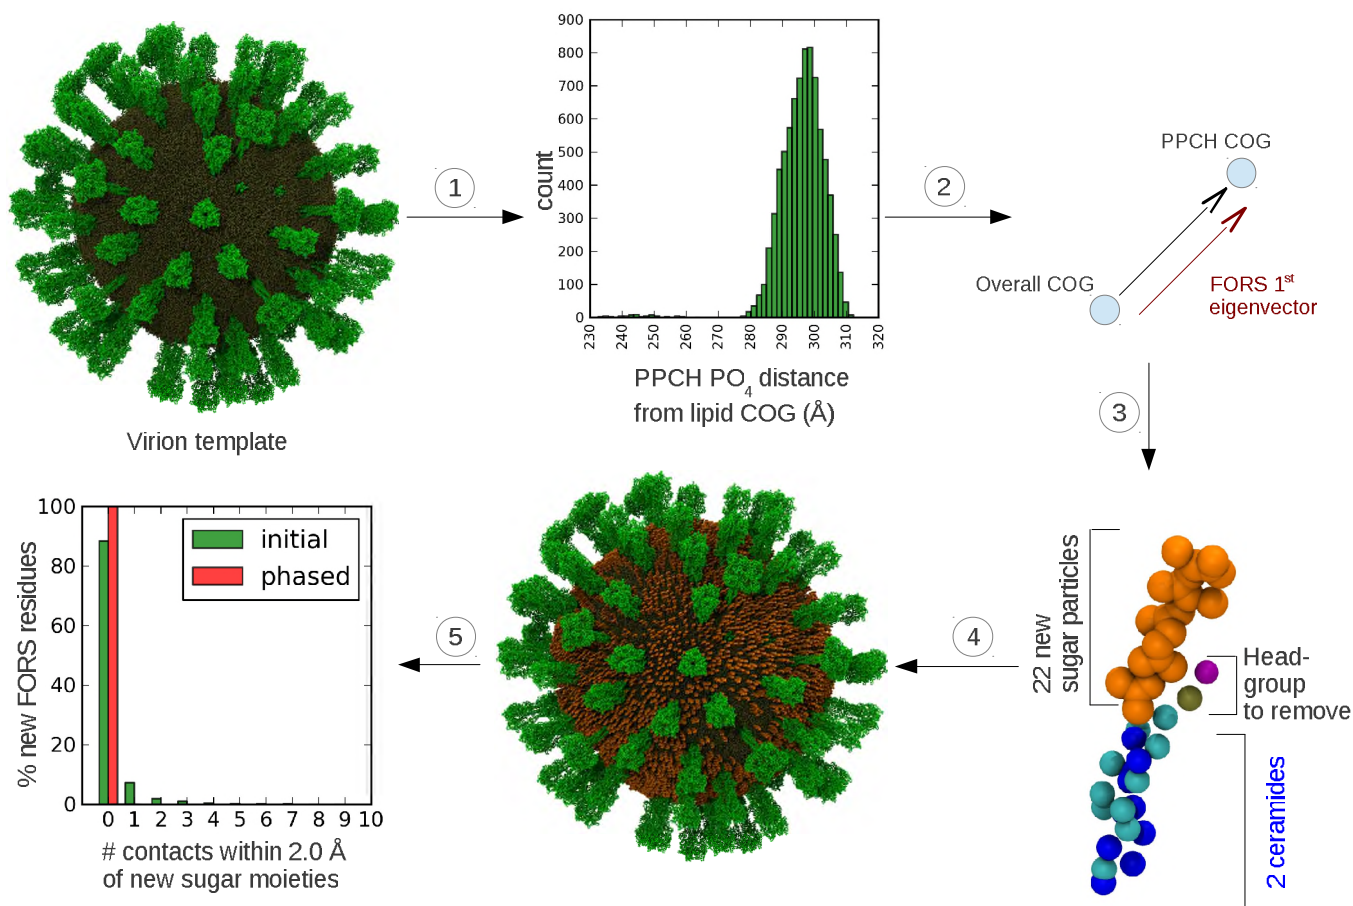 Virion template
1
900
800
700
600
500
400
300
200
100
0
count
230 240 250 260 270 280 290 300 310 320
PPCH PO4 distance
from lipid COG (Å)
2
PPCH COG
Overall COG
FORS 1st
eigenvector
3
22 new
sugar particles
Head-
group
to remove
2 ceramides
4
5
100
80
60
40
20
0
% new FORS residues
initial
phased
0 1 2 3 4 5 6 7 8 9 10
# contacts within 2.0 Å
of new sugar moieties